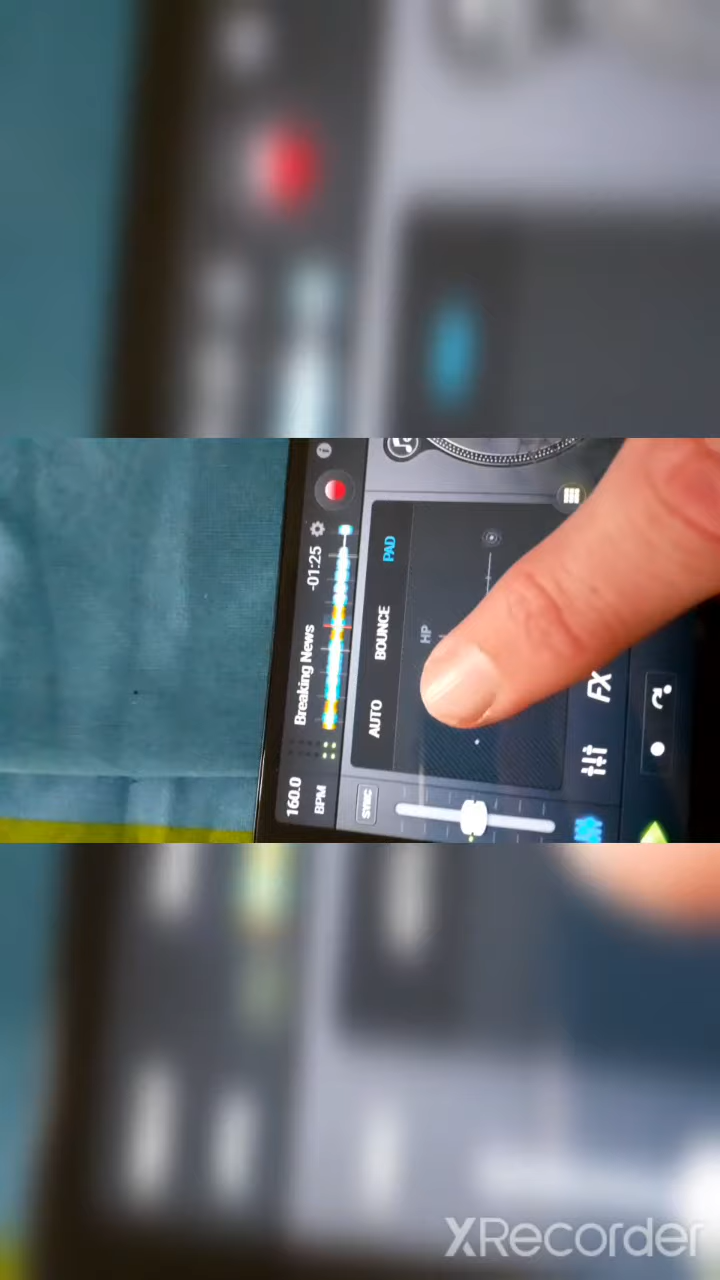 160.0
BPM
Breaking News
-01:25
SYNC
AUTO
BOUNCE
PAD
HP
FX
XRecorder